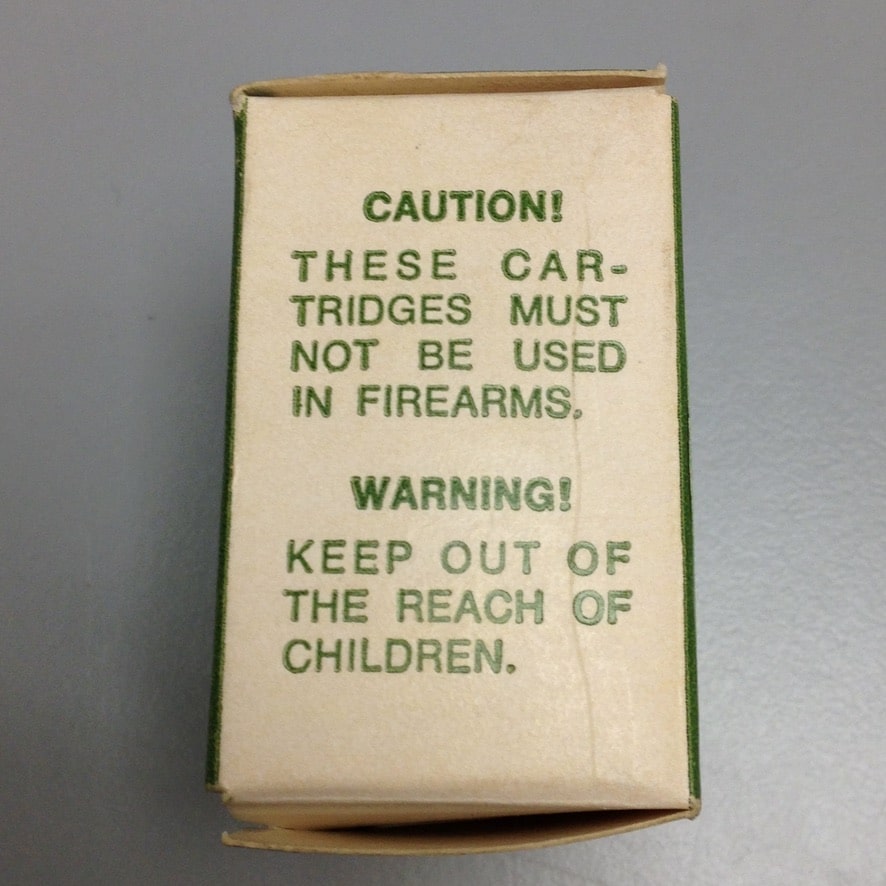 CAUTION!
THESE CAR-
TRIDGES MUST
NOT BE USED
IN FIREARMS.
WARNING!
KEEP OUT OF
THE REACH OF
CHILDREN.